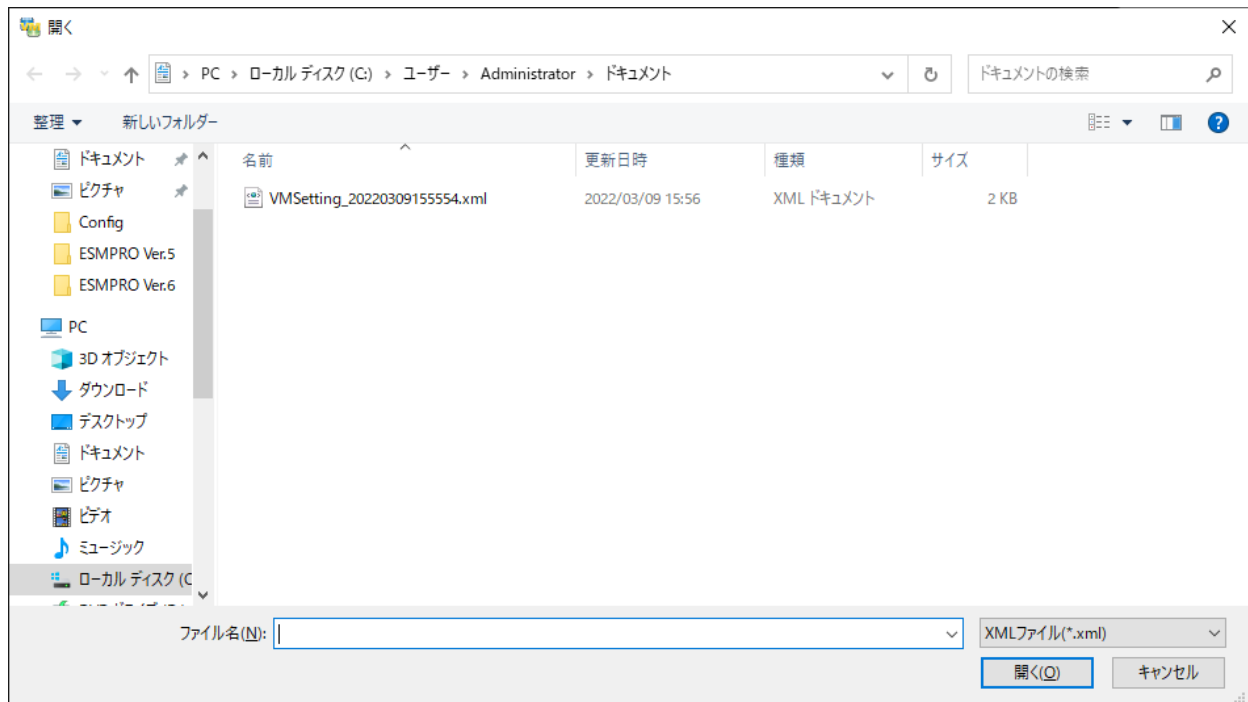 開く
PC > ローカル ディスク (C:) > ユーザー > Administrator > ドキュメント
ドキュメントの検索
整理
新しいフォルダー
ドキュメント
ピクチャ
Config
ESMPRO Ver.5
ESMPRO Ver.6
PC
3D オブジェクト
ダウンロード
デスクトップ
ドキュメント
ピクチャ
ビデオ
ミュージック
ローカル ディスク (C
名前 更新日時 種類 サイズ
VMSetting_20220309155554.xml 2022/03/09 15:56 XML ドキュメント 2 KB
ファイル名(N):
XMLファイル(*.xml)
開く(O)
キャンセル